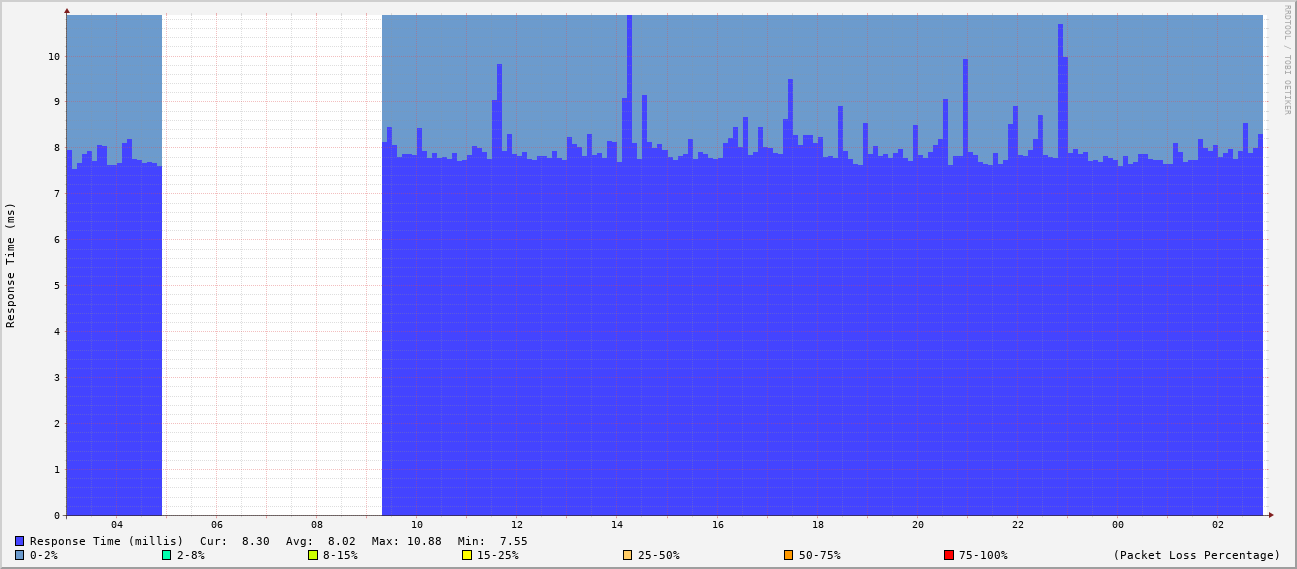 RRDTOOL / TOBI OETIKER
Response Time (ms)
10
9
8
7
6
5
4
3
2
1
0
04 06 08 10 12 14 16 18 20 22 00 02
Response Time (millis) Cur: 8.30 Avg: 8.02 Max: 10.88 Min: 7.55
0-2% 2-8% 8-15% 15-25% 25-50% 50-75% 75-100% (Packet Loss Percentage)